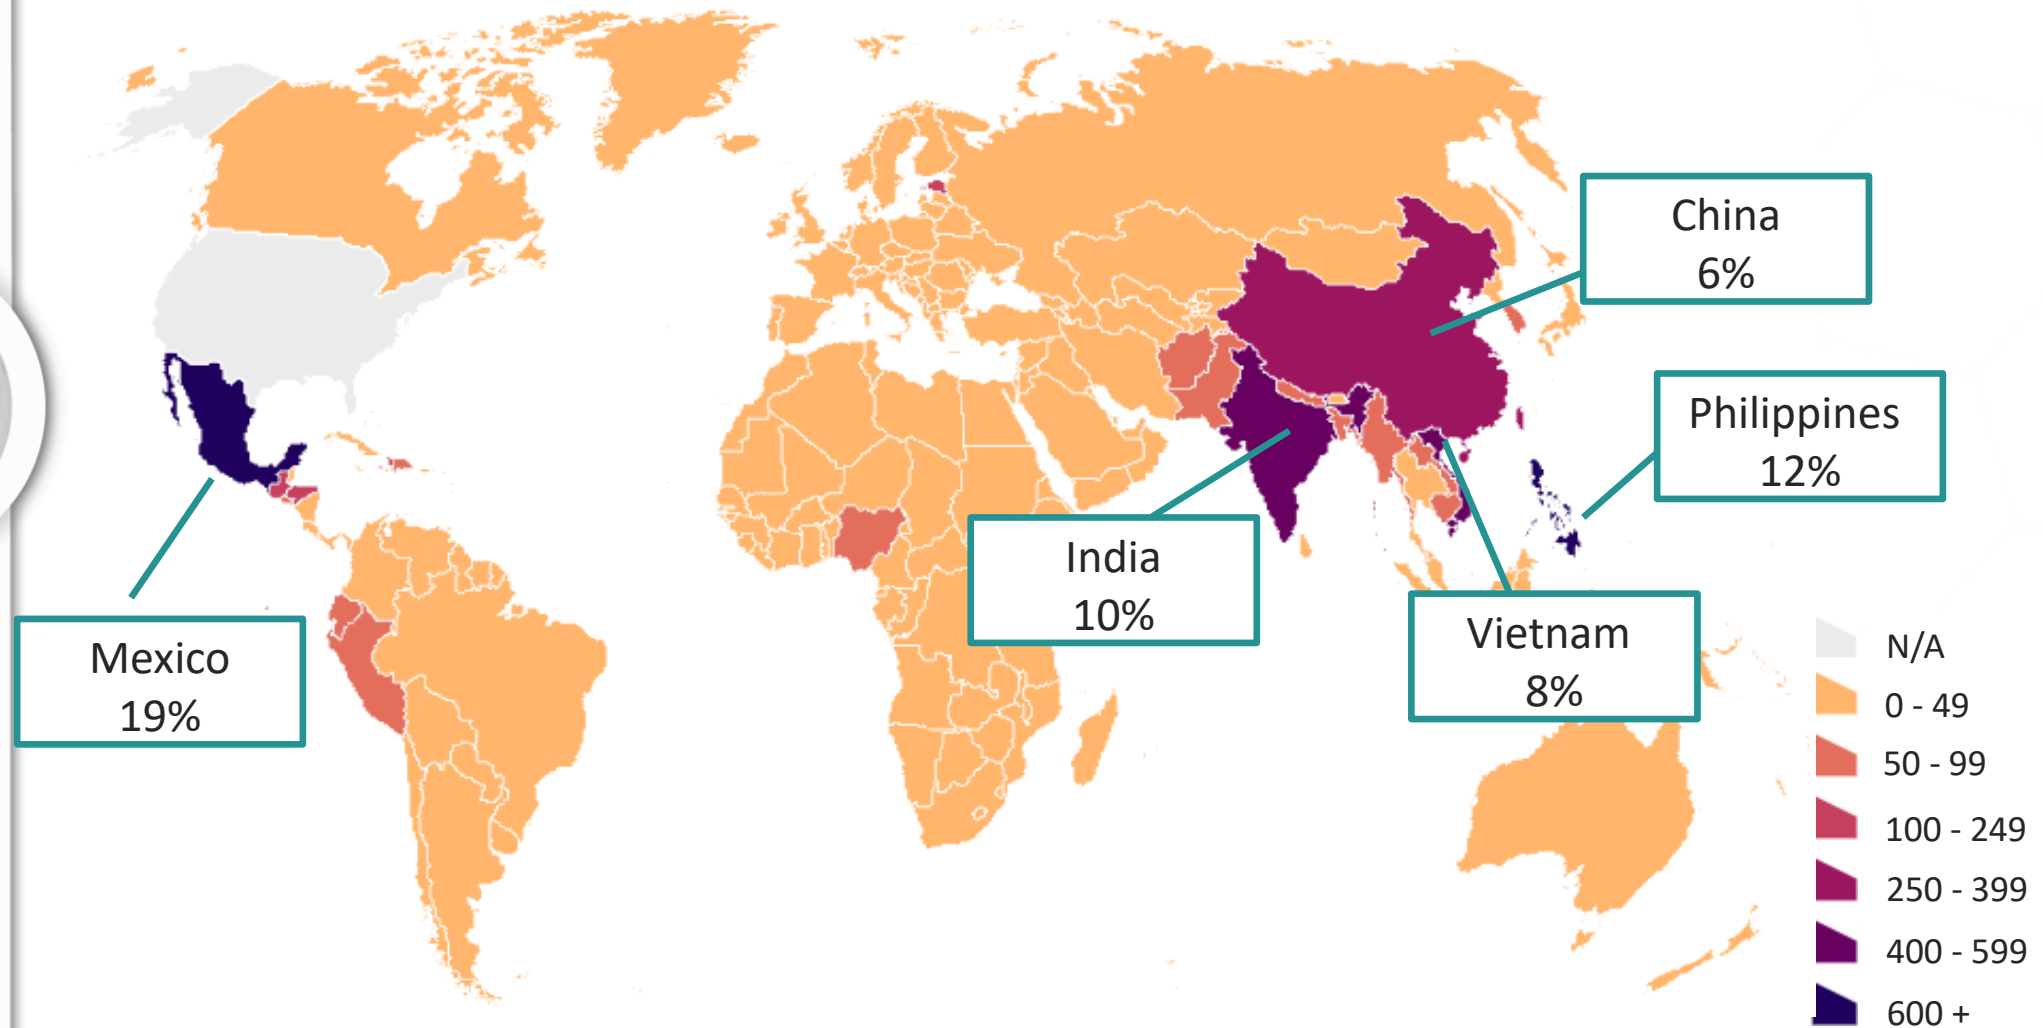 China
6%
Philippines
12%
India
10%
Vietnam
8%
Mexico
19%
N/A
0 - 49
50 - 99
100 - 249
250 - 399
400 - 599
600 +